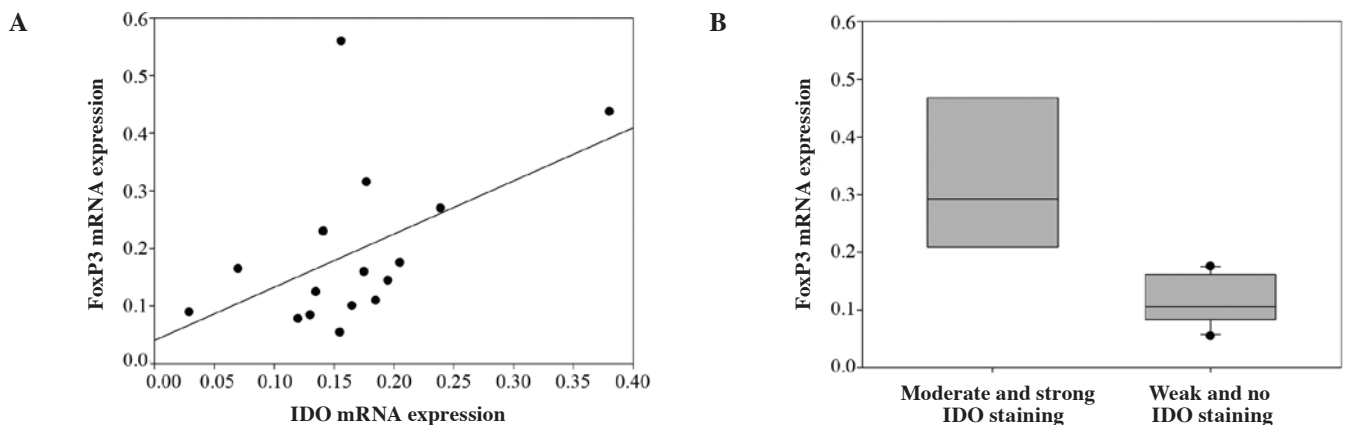 A
0.6
0.5
0.4
0.3
0.2
0.1
0.0
FoxP3 mRNA expression
0.00 0.05 0.10 0.15 0.20 0.25 0.30 0.35 0.40
IDO mRNA expression
B
0.6
0.5
0.4
0.3
0.2
0.1
0.0
FoxP3 mRNA expression
Moderate and strong
IDO staining
Weak and no
IDO staining